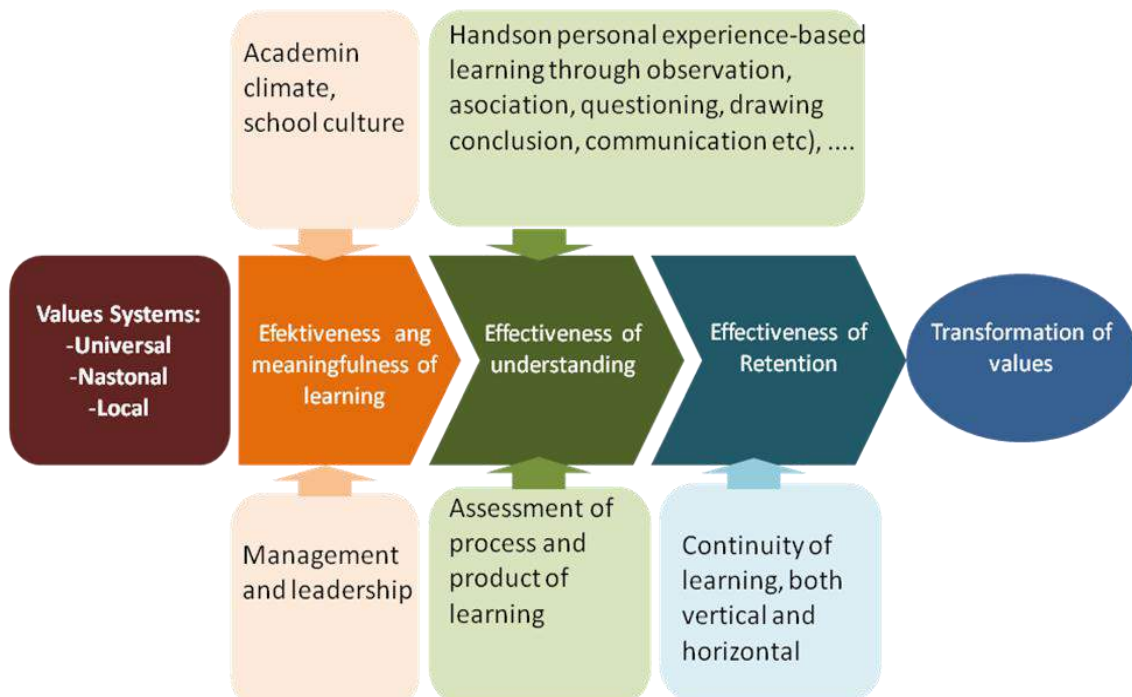 Academin
climate,
school culture
Handson personal experience-based
learning through observation,
asociation, questioning, drawing
conclusion, communication etc), ....
Values Systems:
-Universal
-Nastonal
-Local
Efektiveness ang
meaningfulness of
learning
Effectiveness of
understanding
Effectiveness of
Retention
Transformation of
values
Management
and leadership
Assessment of
process and
product of
learning
Continuity of
learning, both
vertical and
horizontal